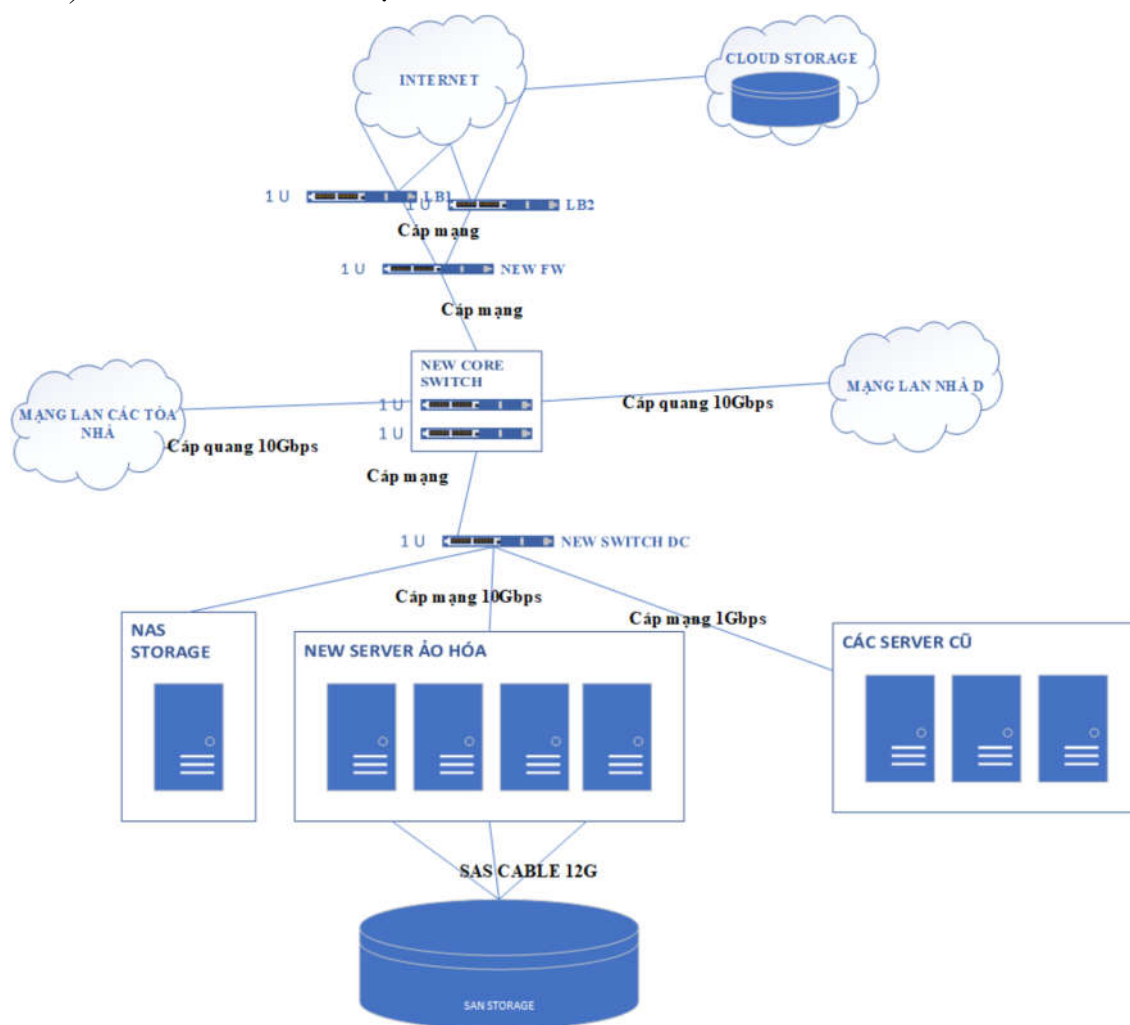 INTERNET
CLOUD STORAGE
1 U
LB1
1 U
LB2
Cáp mạng
1 U
NEW FW
Cáp mạng
NEW CORE
SWITCH
1 U
1 U
MẠNG LAN CÁC TÒA
NHÀ
Cáp quang 10Gbps
Cáp quang 10Gbps
MẠNG LAN NHÀ D
Cáp mạng
1 U
NEW SWITCH DC
Cáp mạng 10Gbps
Cáp mạng 1Gbps
NAS
STORAGE
NEW SERVER ẢO HÓA
CÁC SERVER CŨ
SAS CABLE 12G
SAN STORAGE